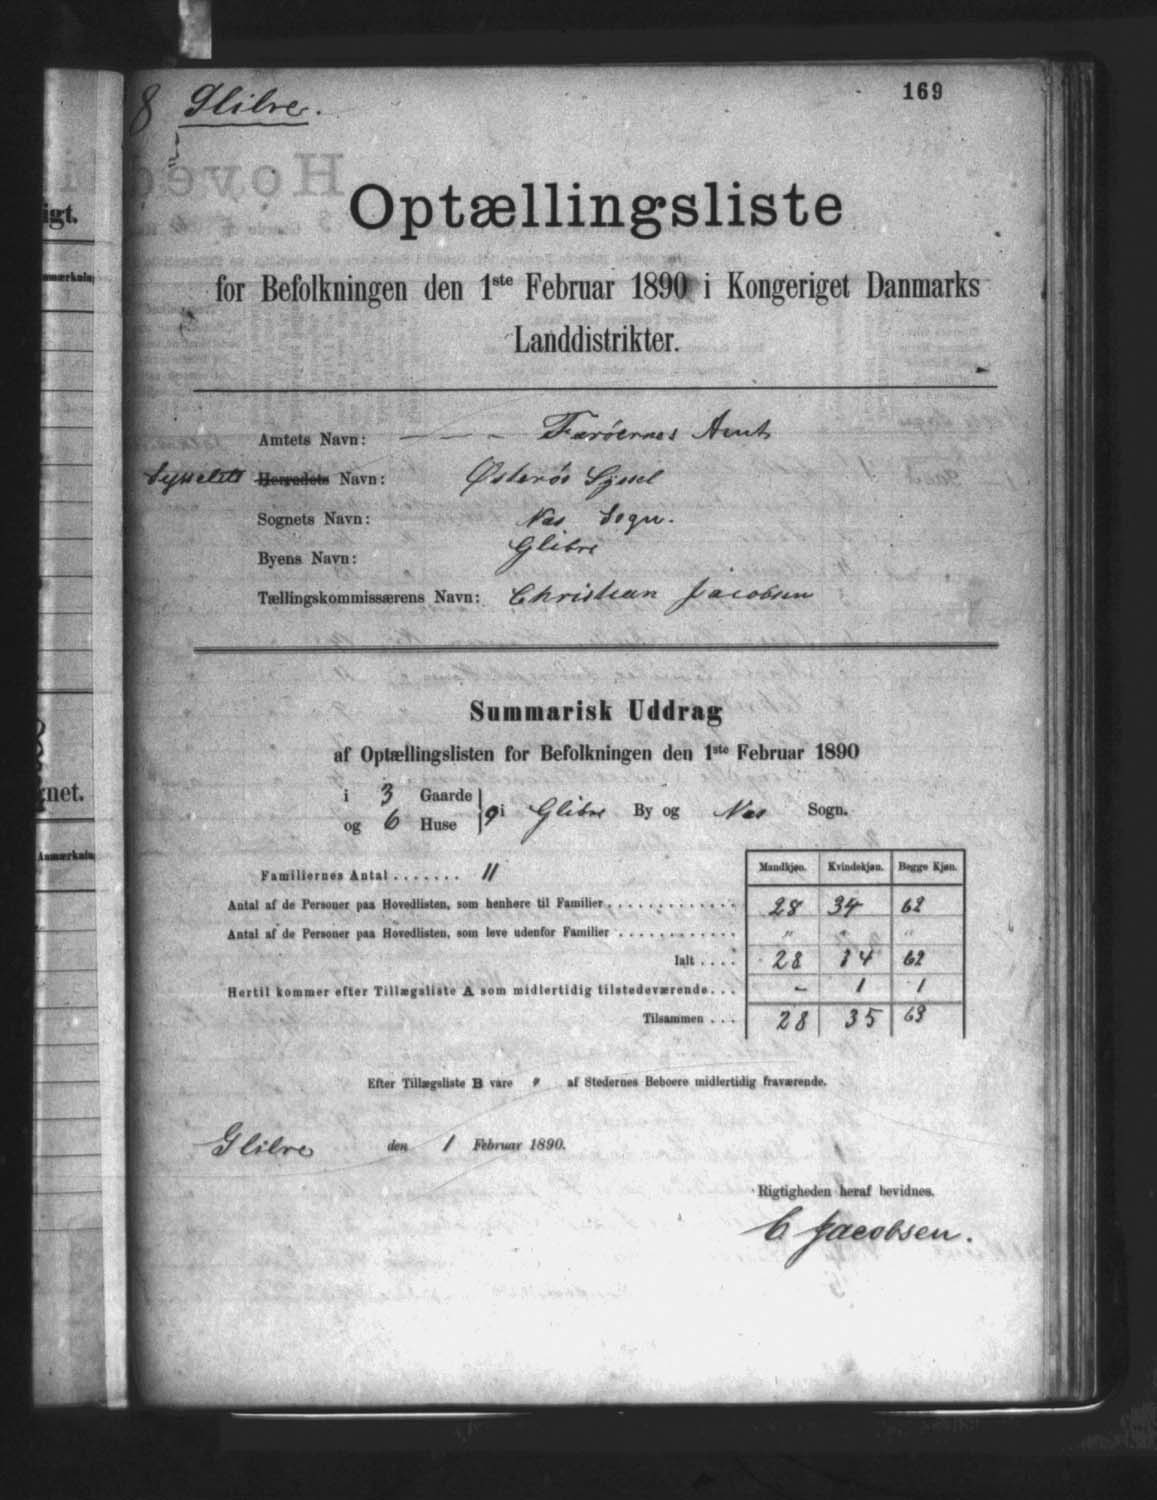 8 Glibre.
169
Optællingsliste
for Befolkningen den 1ste Februar 1890 i Kongeriget Danmarks
Landdistrikter.
Amtets Navn: — — — Færöernes Amt
Sysselets Herredets Navn: Østerøs Syssel
Sognets Navn: Næs Sogn.
Byens Navn: Glibre
Tællingskommissærens Navn: Christian Jacobsen
Summarisk Uddrag
af Optællingslisten for Befolkningen den 1ste Februar 1890
i 3 Gaarde
og 6 Huse 9 i Glibre By og Næs Sogn.
Mandkjøn. Kvindekjøn. Begge Kjøn.
Familiernes Antal ....... 11
Antal af de Personer paa Hovedlisten, som henhøre til Familier 28 34 62
Antal af de Personer paa Hovedlisten, som leve udenfor Familier " " "
Ialt .... 28 34 62
Hertil kommer efter Tillægsliste A som midlertidig tilstedeværende... - 1 1
Tilsammen ... 28 35 63
Efter Tillægsliste B vare " af Stedernes Beboere midlertidig fraværende.
Glibre den 1 Februar 1890.
Rigtigheden heraf bevidnes.
C Jacobsen.
igt.
gnet.